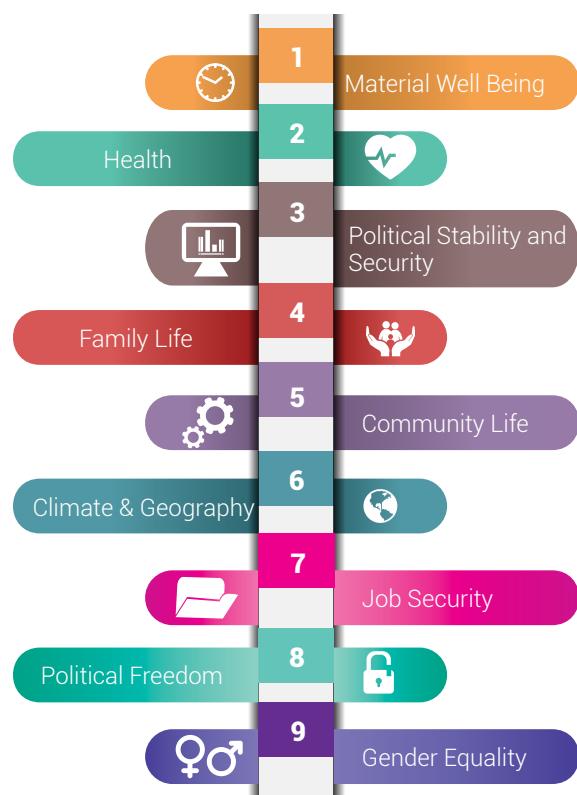 1
Material Well Being
2
Health
3
Political Stability and
Security
4
Family Life
5
Community Life
6
Climate & Geography
7
Job Security
8
Political Freedom
9
Gender Equality